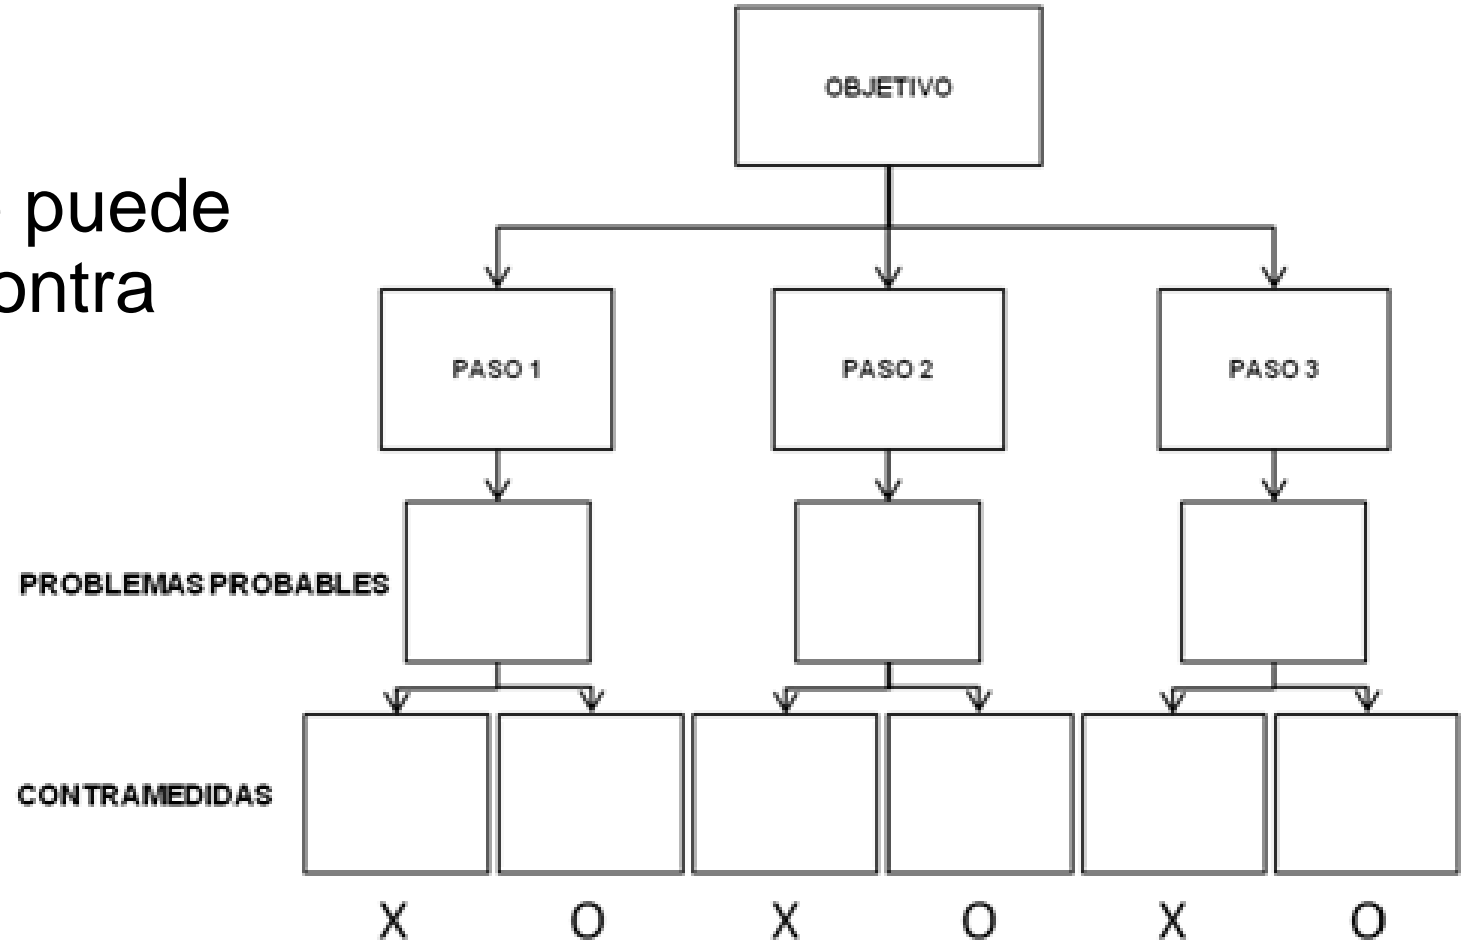 OBJETIVO
puede
ontra
PASO 1 PASO 2 PASO 3
PROBLEMAS PROBABLES
CONTRAMEDIDAS
X O X O X O